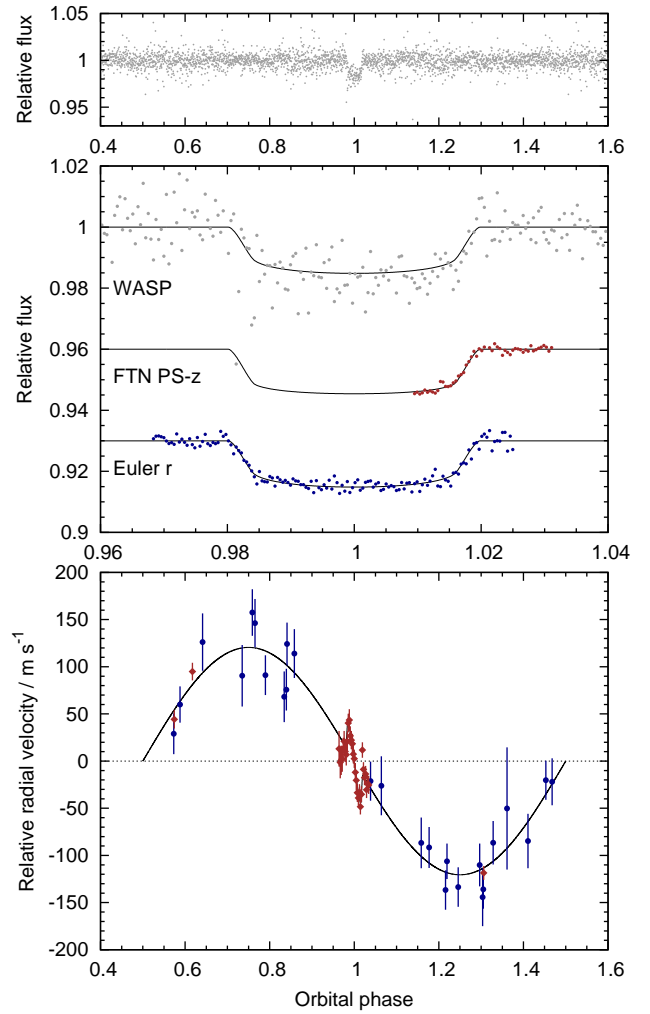 Relative flux
1.05
1
0.95
0.4 0.6 0.8 1 1.2 1.4 1.6
Relative flux
1.02
1
0.98
0.96
0.94
0.92
0.9
WASP
FTN PS-z
Euler r
0.96 0.98 1 1.02 1.04
Relative radial velocity / m s⁻¹
200
150
100
50
0
-50
-100
-150
-200
0.4 0.6 0.8 1 1.2 1.4 1.6
Orbital phase